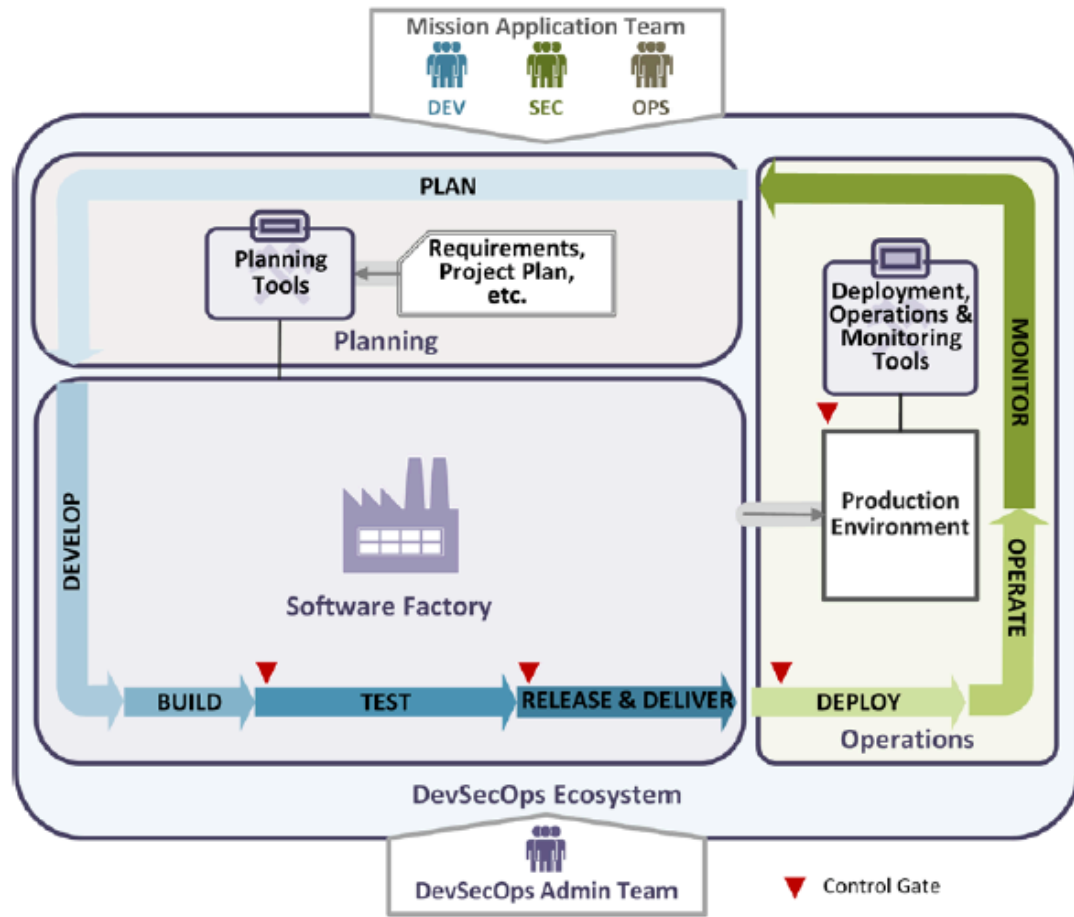 Mission Application Team
DEV
SEC
OPS
PLAN
Planning
Tools
Requirements,
Project Plan,
etc.
Planning
Deployment,
Operations &
Monitoring
Tools
MONITOR
DEVELOP
Production
Environment
Software Factory
OPERATE
BUILD
TEST
RELEASE & DELIVER
DEPLOY
Operations
DevSecOps Ecosystem
DevSecOps Admin Team
Control Gate